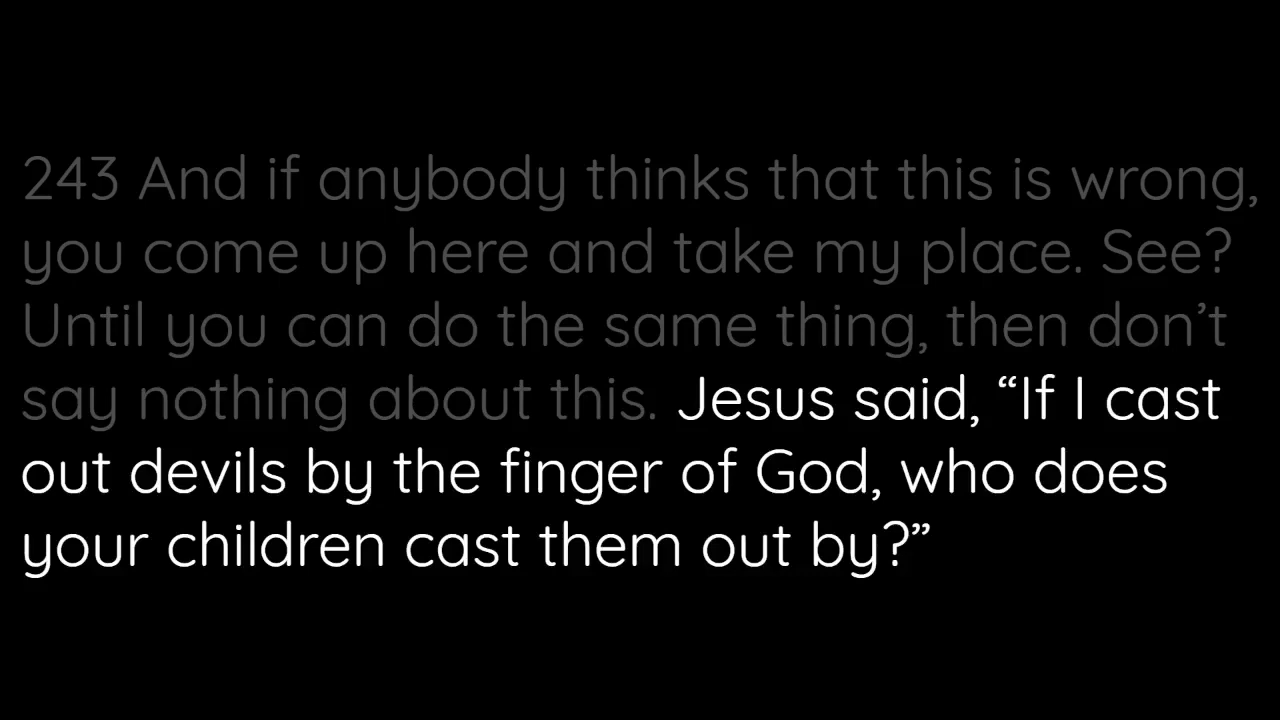 243 And if anybody thinks that this is wrong,
you come up here and take my place. See?
Until you can do the same thing, then don’t
say nothing about this. Jesus said, “If I cast
out devils by the finger of God, who does
your children cast them out by?”